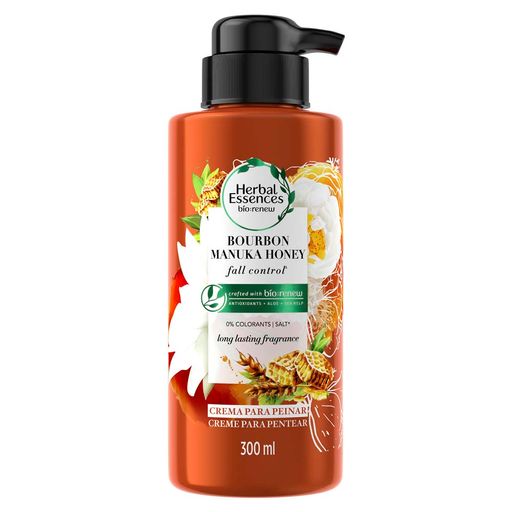 Herbal
Essences
bio:renew
BOURBON
MANUKA HONEY
fall control*
crafted with bio:renew
ANTIOXIDANTS + ALOE + SEA KELP
0% COLORANTS | SALT*
long lasting fragrance
CREMA PARA PEINAR
CREME PARA PENTEAR
300 ml